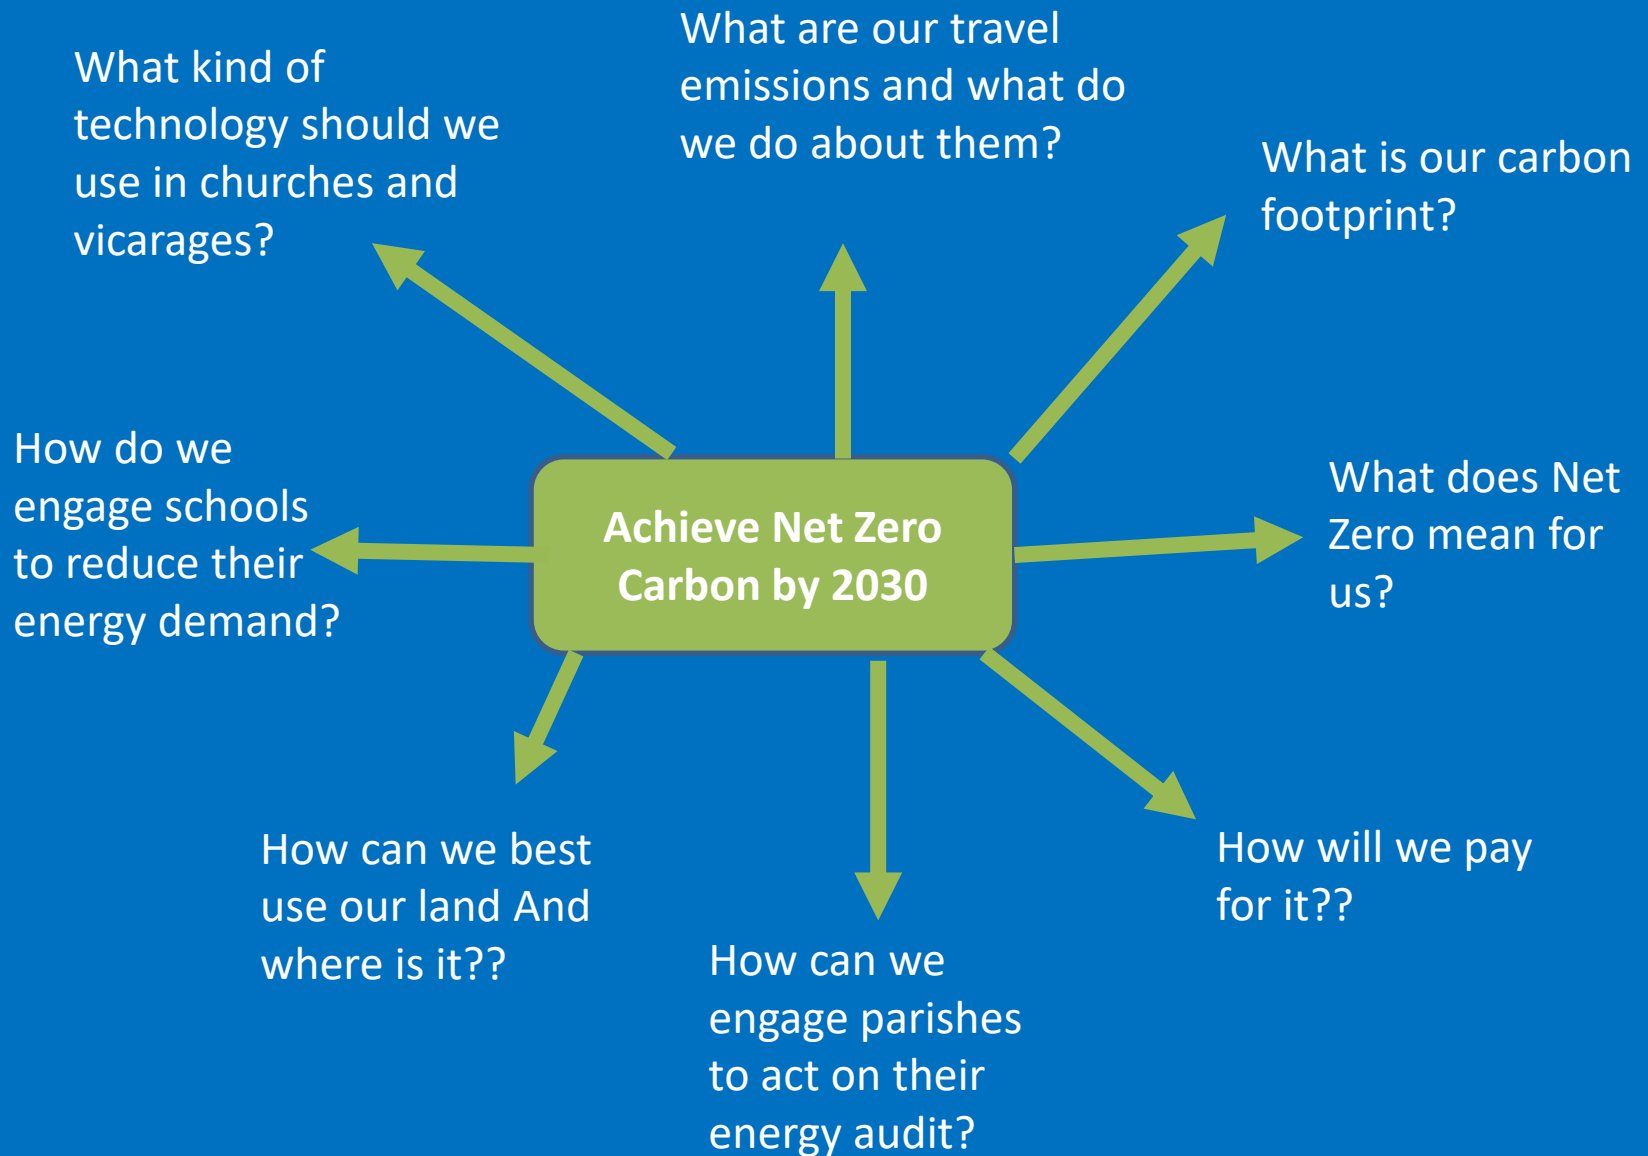 What kind of
technology should we
use in churches and
vicarages?
What are our travel
emissions and what do
we do about them?
What is our carbon
footprint?
How do we
engage schools
to reduce their
energy demand?
Achieve Net Zero
Carbon by 2030
What does Net
Zero mean for
us?
How can we best
use our land And
where is it??
How can we
engage parishes
to act on their
energy audit?
How will we pay
for it??